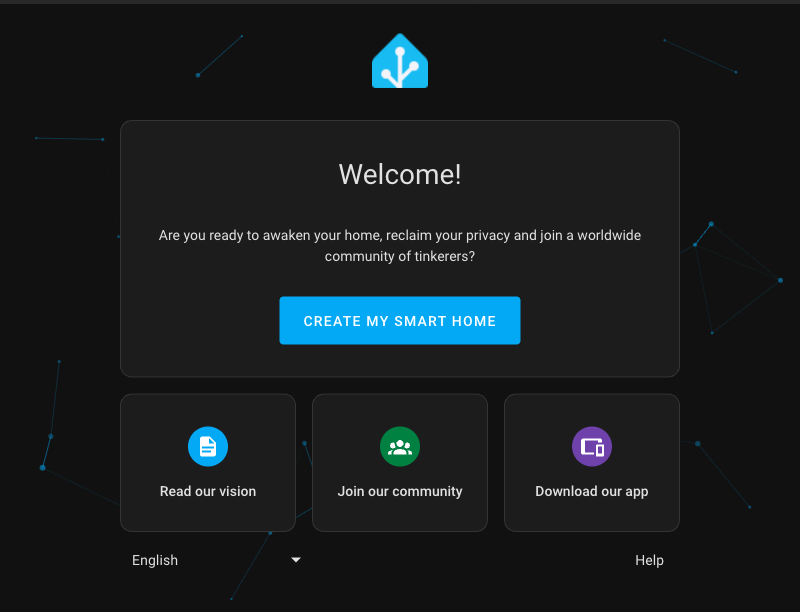 Welcome!
Are you ready to awaken your home, reclaim your privacy and join a worldwide
community of tinkerers?
CREATE MY SMART HOME
Read our vision
Join our community
Download our app
English
Help